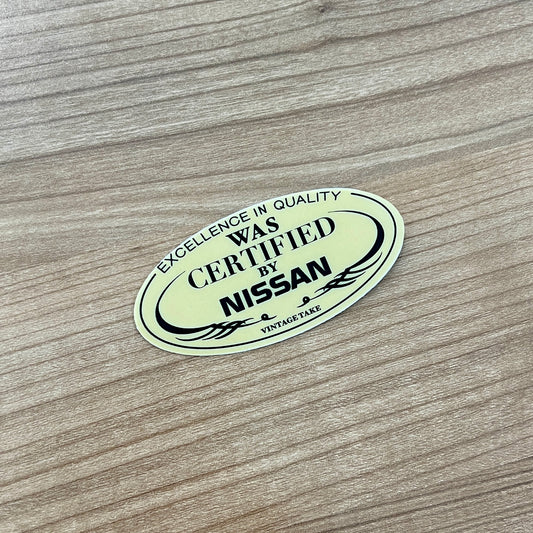 EXCELLENCE IN QUALITY
WAS
CERTIFIED
BY
NISSAN
VINTAGE TAKE